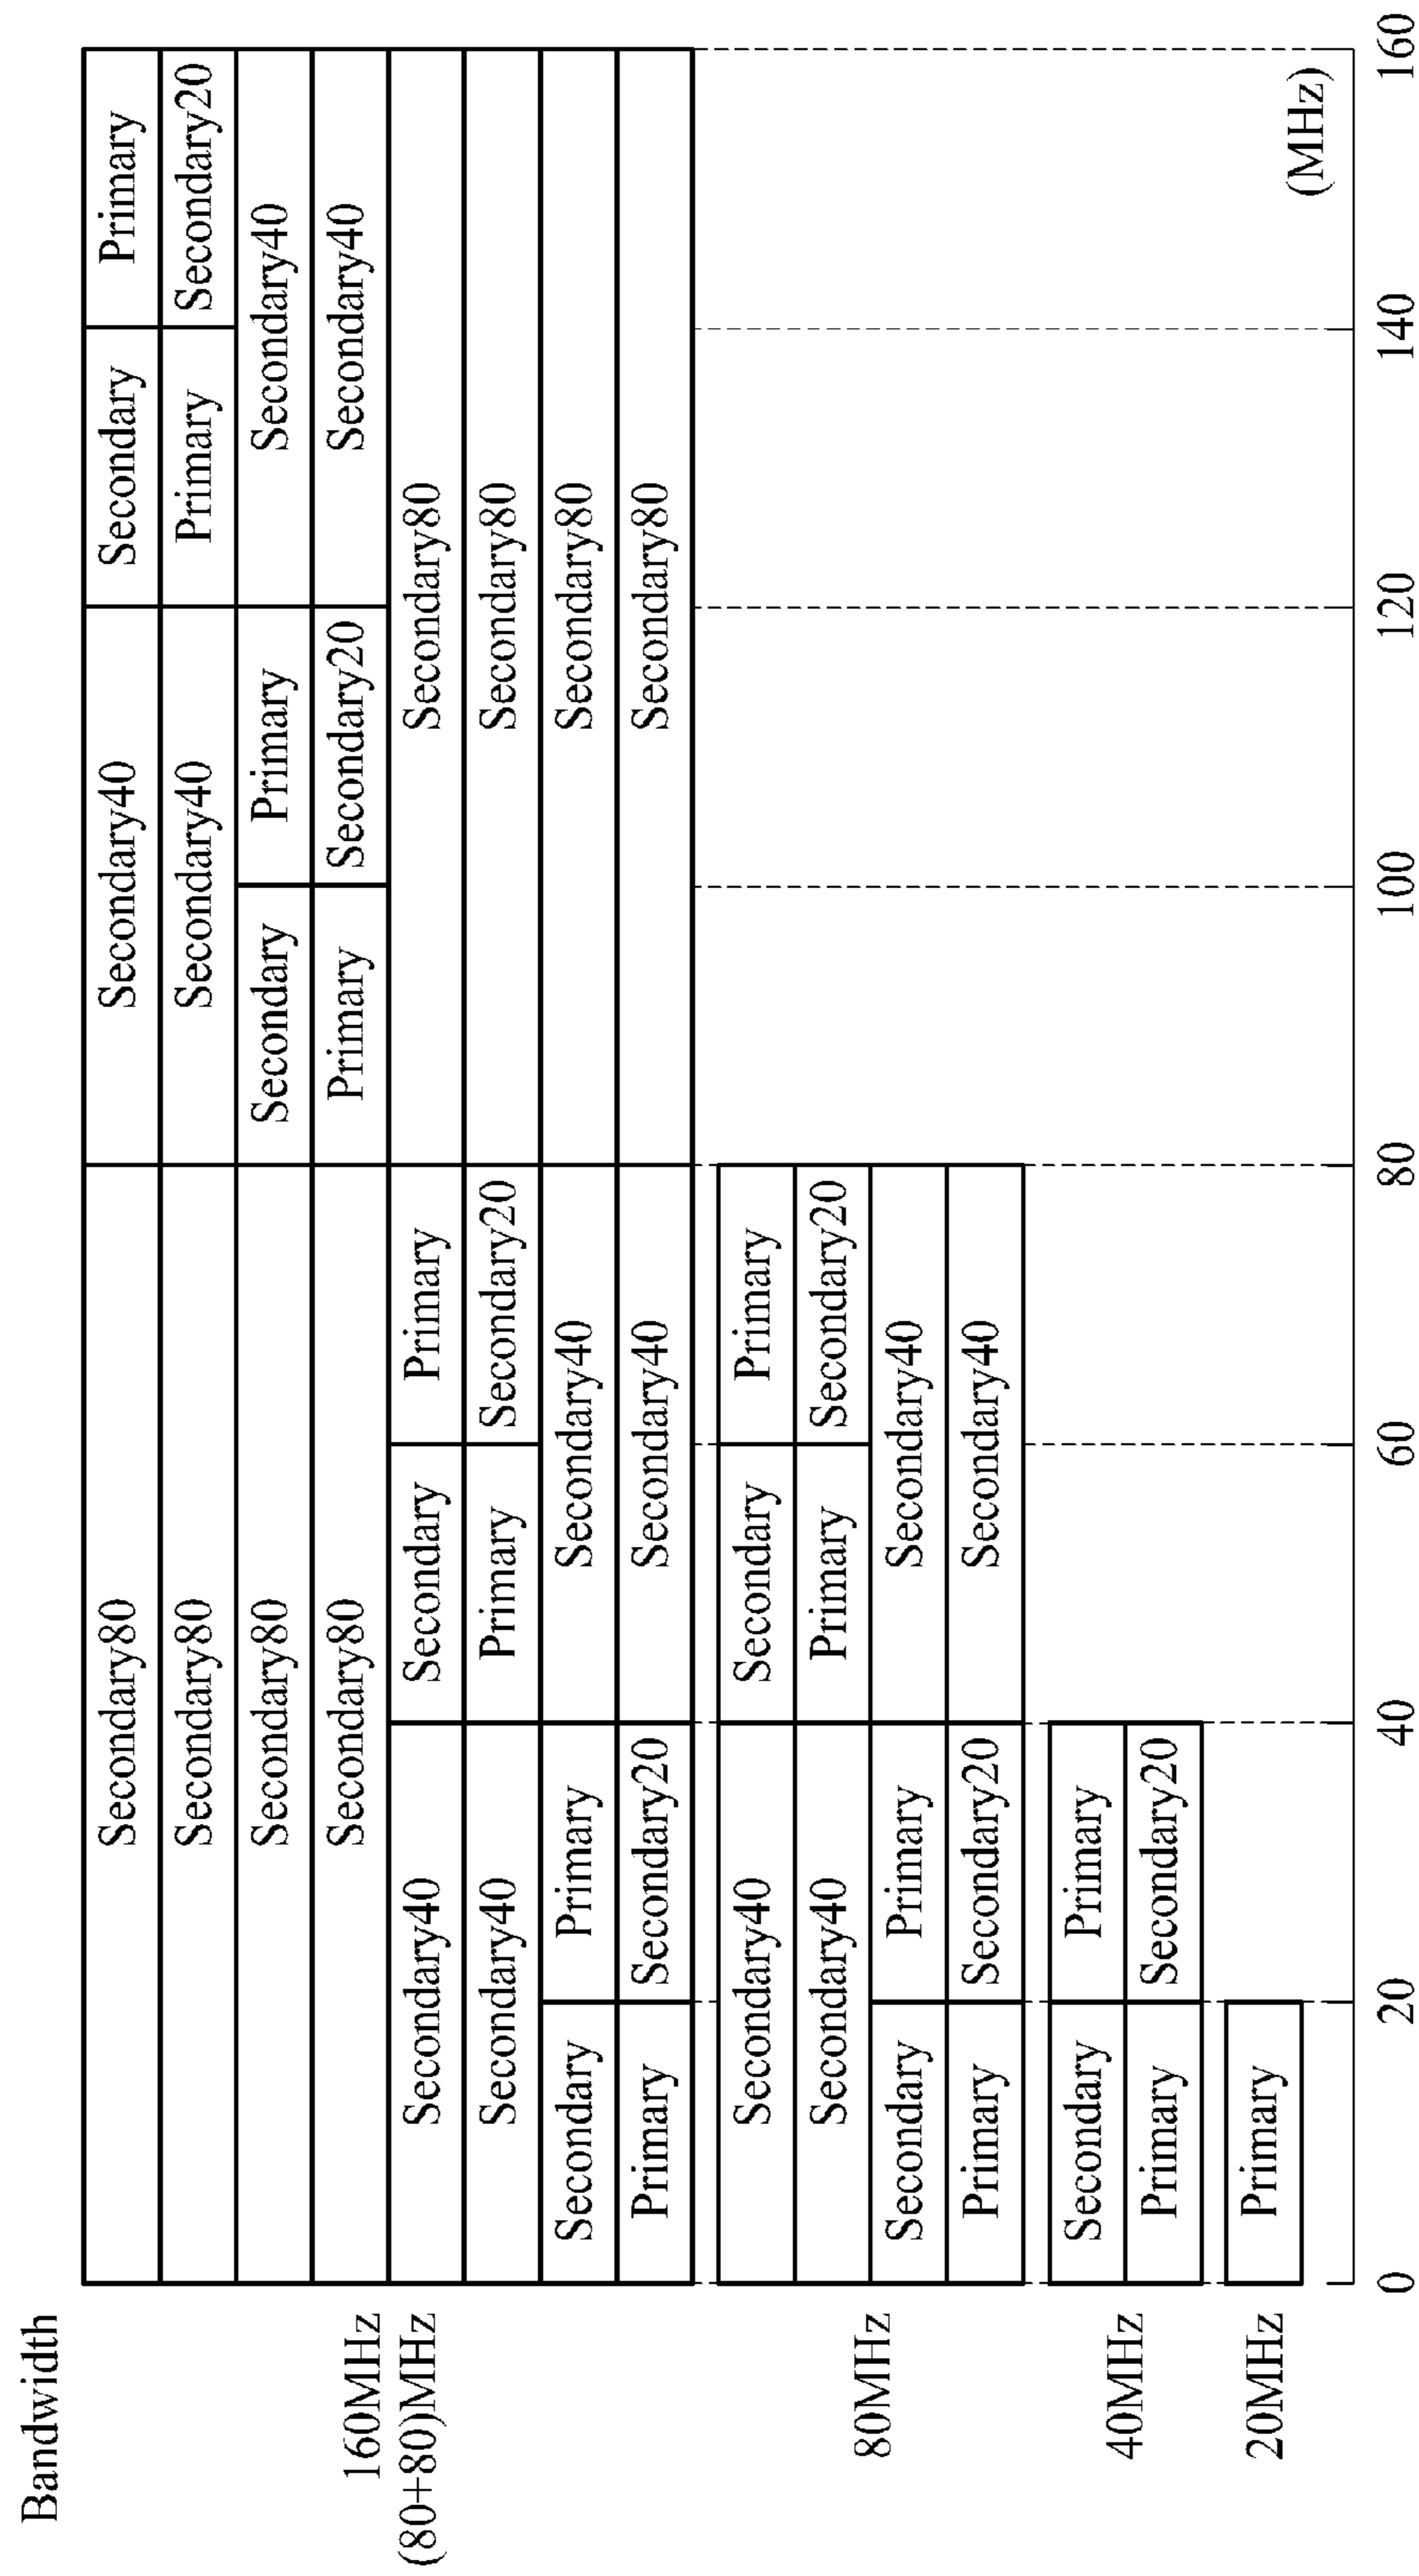 Bandwidth
Secondary80 Secondary40 Secondary Primary
Secondary80 Secondary40 Primary Secondary20
Secondary80 Secondary Primary Secondary40
160MHz Secondary80 Primary Secondary20 Secondary40
(80+80)MHz Secondary40 Secondary Primary Secondary80
Secondary40 Primary Secondary20 Secondary80
Secondary Primary Secondary40 Secondary80
Primary Secondary20 Secondary40 Secondary80
Secondary40 Secondary Primary
80MHz Secondary40 Primary Secondary20
Secondary Primary Secondary40
Primary Secondary20 Secondary40
Secondary Primary
40MHz Primary Secondary20
20MHz Primary
(MHz)
0 20 40 60 80 100 120 140 160